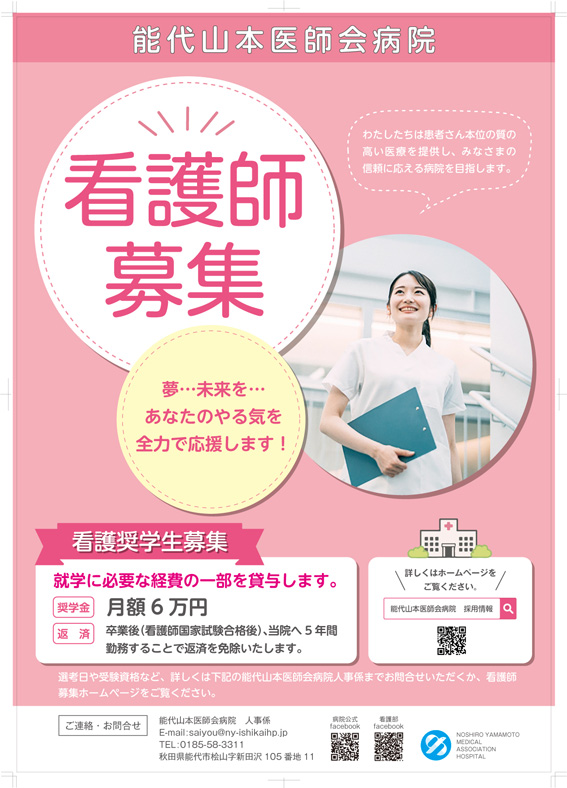 能代山本医師会病院
わたしたちは患者さん本位の質の
高い医療を提供し、みなさまの
信頼に応える病院を目指します。
看護師
募集
夢…未来を…
あなたのやる気を
全力で応援します！
看護奨学生募集
就学に必要な経費の一部を貸与します。
奨学金 月額６万円
返 済 卒業後（看護師国家試験合格後）、当院へ５年間
勤務することで返済を免除いたします。
詳しくはホームページを
ご覧ください。
能代山本医師会病院 採用情報
選考日や受験資格など、詳しくは下記の能代山本医師会病院人事係までお問合せいただくか、看護師
募集ホームページをご覧ください。
ご連絡・お問合せ
能代山本医師会病院 人事係
E-mail:saiyou@ny-ishikaihp.jp
TEL:0185-58-3311
秋田県能代市桧山字新田沢 105 番地 11
病院公式
facebook
看護部
facebook
NOSHIRO YAMAMOTO
MEDICAL
ASSOCIATION
HOSPITAL